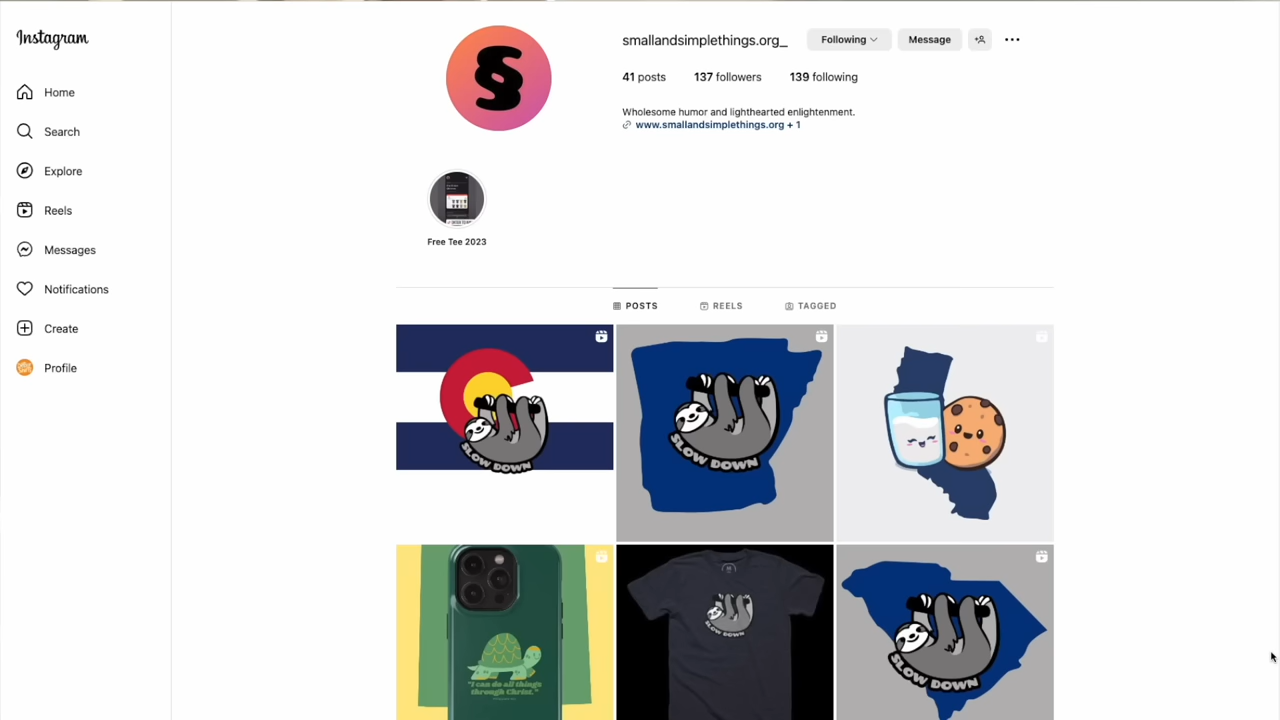 Instagram
smallandsimplethings.org_
Following
Message
41 posts
137 followers
139 following
Wholesome humor and lighthearted enlightenment.
www.smallandsimplethings.org + 1
Home
Search
Explore
Reels
Messages
Notifications
Create
Profile
Free Tee 2023
POSTS
REELS
TAGGED
SLOW DOWN
SLOW DOWN
"I can do all things
through Christ."
SLOW DOWN
SLOW DOWN